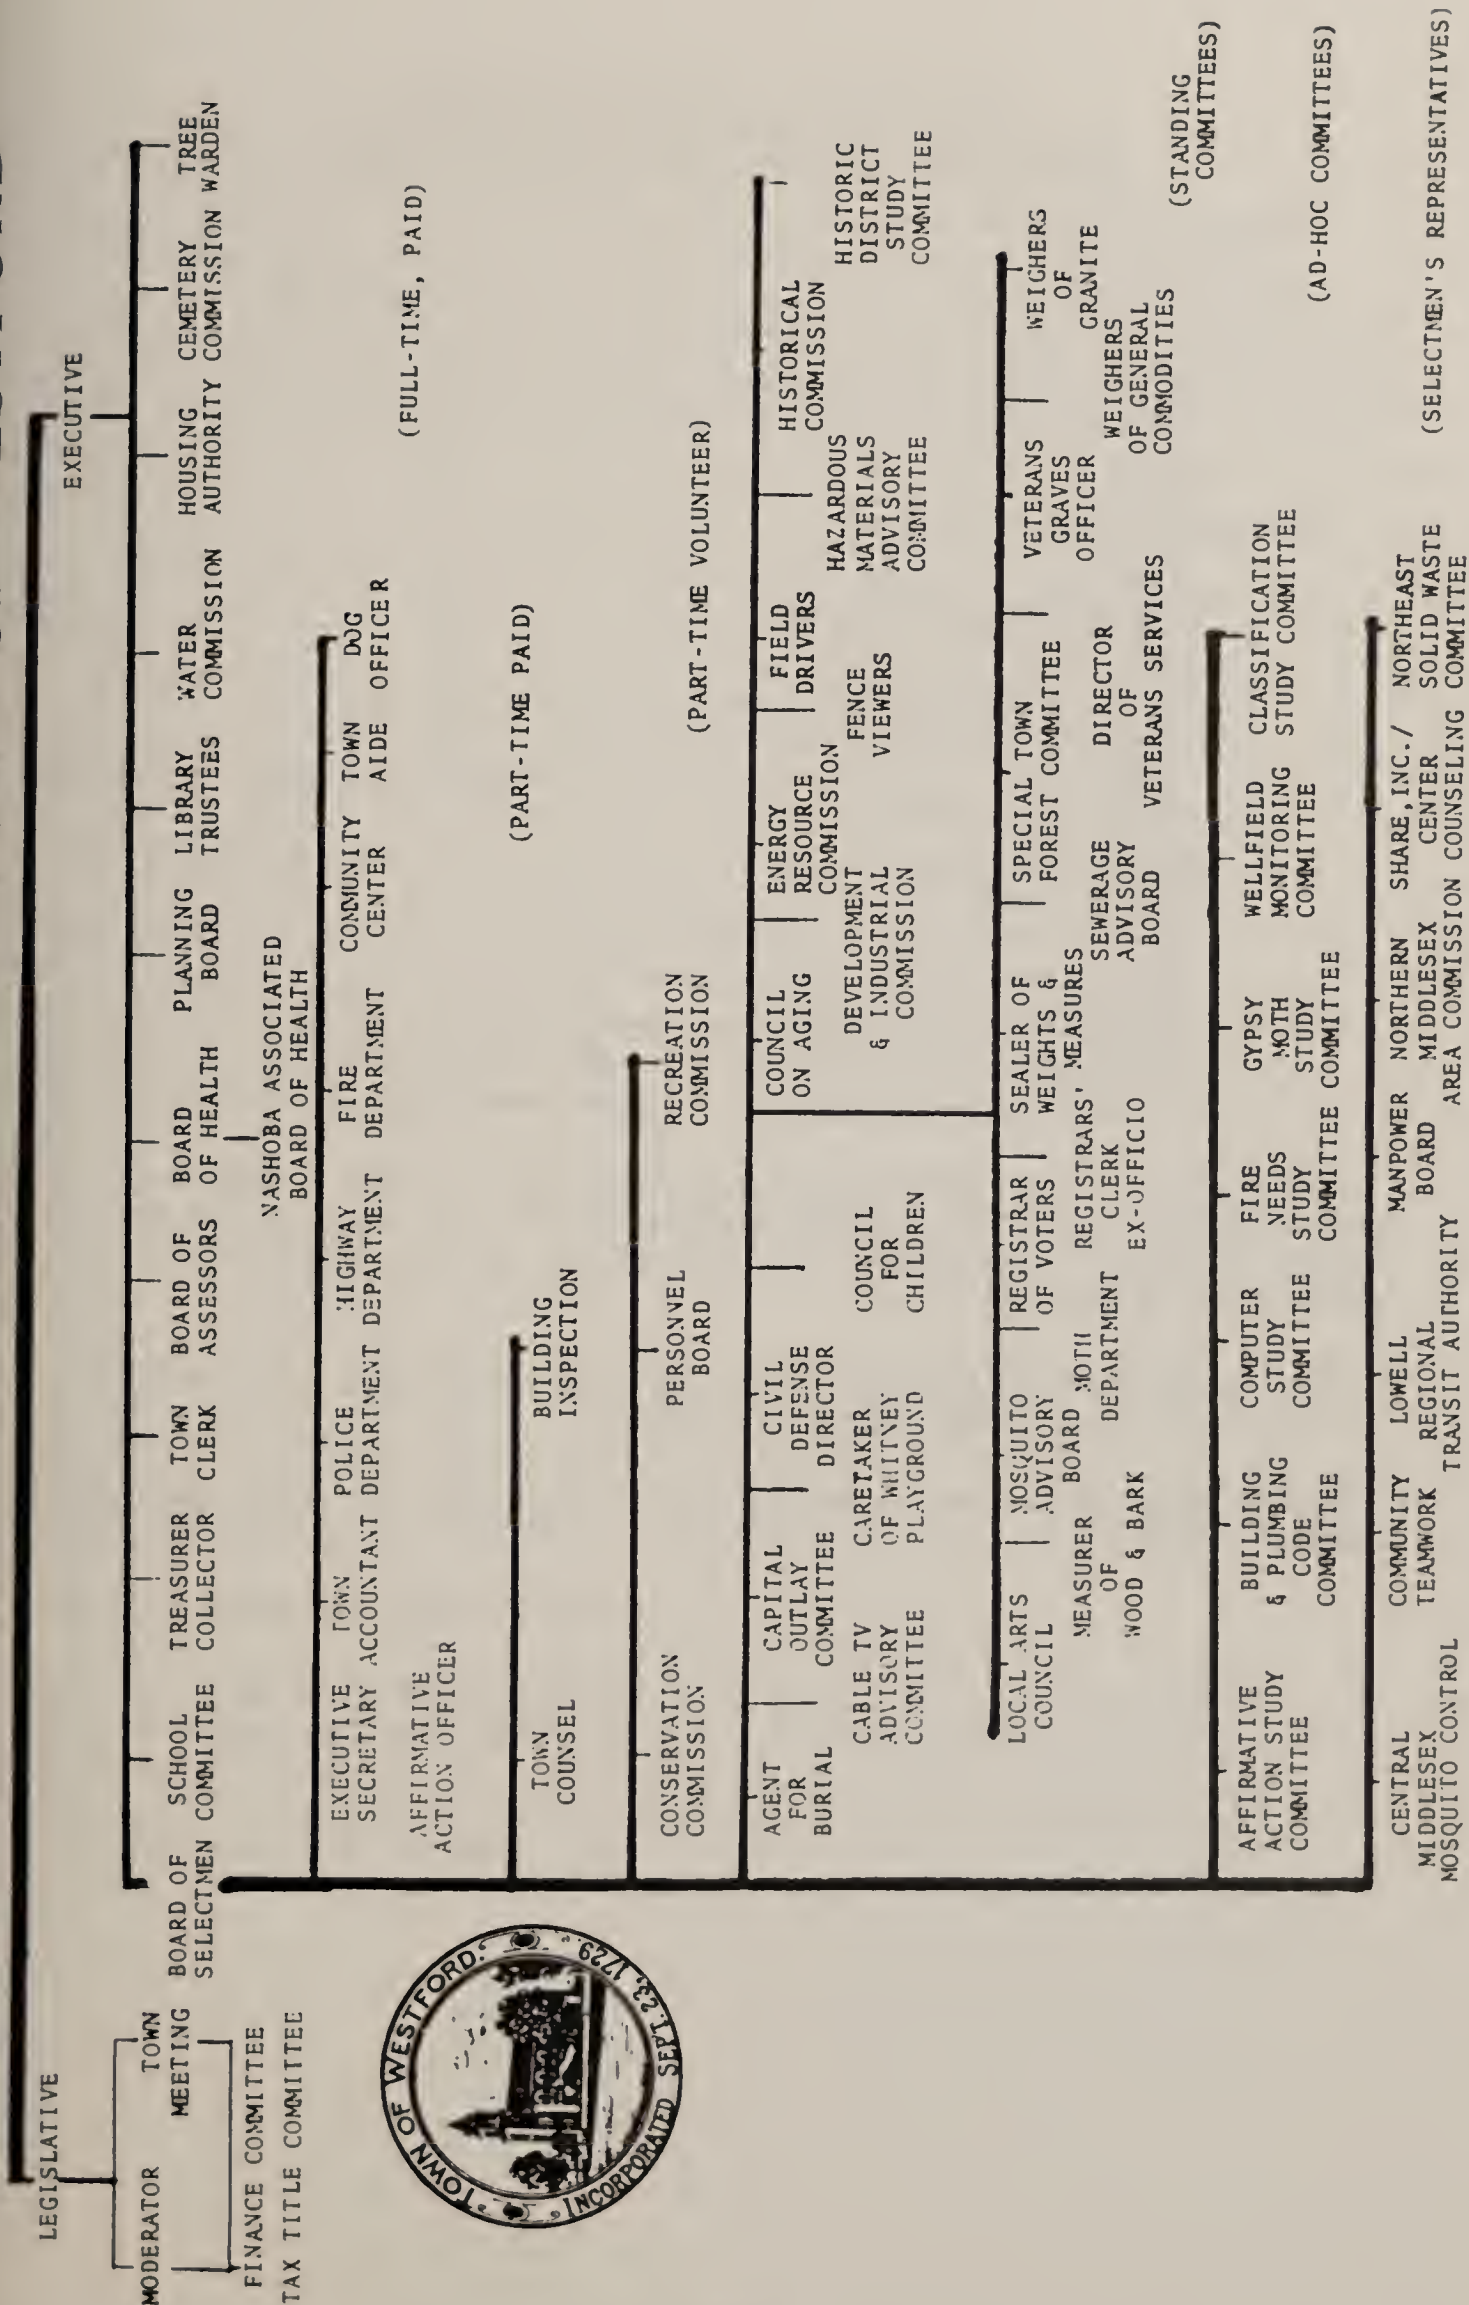 LEGISLATIVE
EXECUTIVE
MODERATOR
TOWN
MEETING
FINANCE COMMITTEE
TAX TITLE COMMITTEE
BOARD OF
SELECTMEN
SCHOOL
COMMITTEE
TREASURER
COLLECTOR
TOWN
CLERK
BOARD OF
ASSESSORS
BOARD
OF HEALTH
PLANNING
BOARD
LIBRARY
TRUSTEES
WATER
COMMISSION
HOUSING
AUTHORITY
CEMETERY
COMMISSION
TREE
WARDEN
NASHOBA ASSOCIATED
BOARD OF HEALTH
EXECUTIVE
SECRETARY
TOWN
ACCOUNTANT
POLICE
DEPARTMENT
HIGHWAY
DEPARTMENT
FIRE
DEPARTMENT
COMMUNITY
CENTER
TOWN
AIDE
DOG
OFFICER
(FULL-TIME, PAID)
AFFIRMATIVE
ACTION OFFICER
TOWN
COUNSEL
BUILDING
INSPECTION
(PART-TIME PAID)
CONSERVATION
COMMISSION
PERSONNEL
BOARD
RECREATION
COMMISSION
(PART-TIME VOLUNTEER)
AGENT
FOR
BURIAL
CABLE TV
ADVISORY
COMMITTEE
CAPITAL
OUTLAY
COMMITTEE
CARETAKER
OF WHITNEY
PLAYGROUND
CIVIL
DEFENSE
DIRECTOR
COUNCIL
FOR
CHILDREN
COUNCIL
ON AGING
DEVELOPMENT
& INDUSTRIAL
COMMISSION
ENERGY
RESOURCE
COMMISSION
FENCE
VIEWERS
FIELD
DRIVERS
HAZARDOUS
MATERIALS
ADVISORY
COMMITTEE
HISTORICAL
COMMISSION
HISTORIC
DISTRICT
STUDY
COMMITTEE
LOCAL ARTS
COUNCIL
MEASURER
OF
WOOD & BARK
MOSQUITO
ADVISORY
BOARD
MOTH
DEPARTMENT
REGISTRAR
OF VOTERS
REGISTRARS'
CLERK
EX-OFFICIO
SEALER OF
WEIGHTS &
MEASURES
SEWERAGE
ADVISORY
BOARD
SPECIAL TOWN
FOREST COMMITTEE
DIRECTOR
OF
VETERANS SERVICES
VETERANS
GRAVES
OFFICER
WEIGHERS
OF GENERAL
COMMODITIES
WEIGHERS
OF
GRANITE
(STANDING
COMMITTEES)
AFFIRMATIVE
ACTION STUDY
COMMITTEE
BUILDING
& PLUMBING
CODE
COMMITTEE
COMPUTER
STUDY
COMMITTEE
FIRE
NEEDS
STUDY
COMMITTEE
GYPSY
MOTH
STUDY
COMMITTEE
WELLFIELD
MONITORING
COMMITTEE
CLASSIFICATION
STUDY COMMITTEE
(AD-HOC COMMITTEES)
CENTRAL
MIDDLESEX
MOSQUITO CONTROL
COMMUNITY
TEAMWORK
LOWELL
REGIONAL
TRANSIT AUTHORITY
MANPOWER
BOARD
NORTHERN
MIDDLESEX
AREA COMMISSION
SHARE, INC./
CENTER
COUNSELING
NORTHEAST
SOLID WASTE
COMMITTEE
(SELECTMEN'S REPRESENTATIVES)
TOWN OF WESTFORD.
INCORPORATED SEPT. 23, 1729